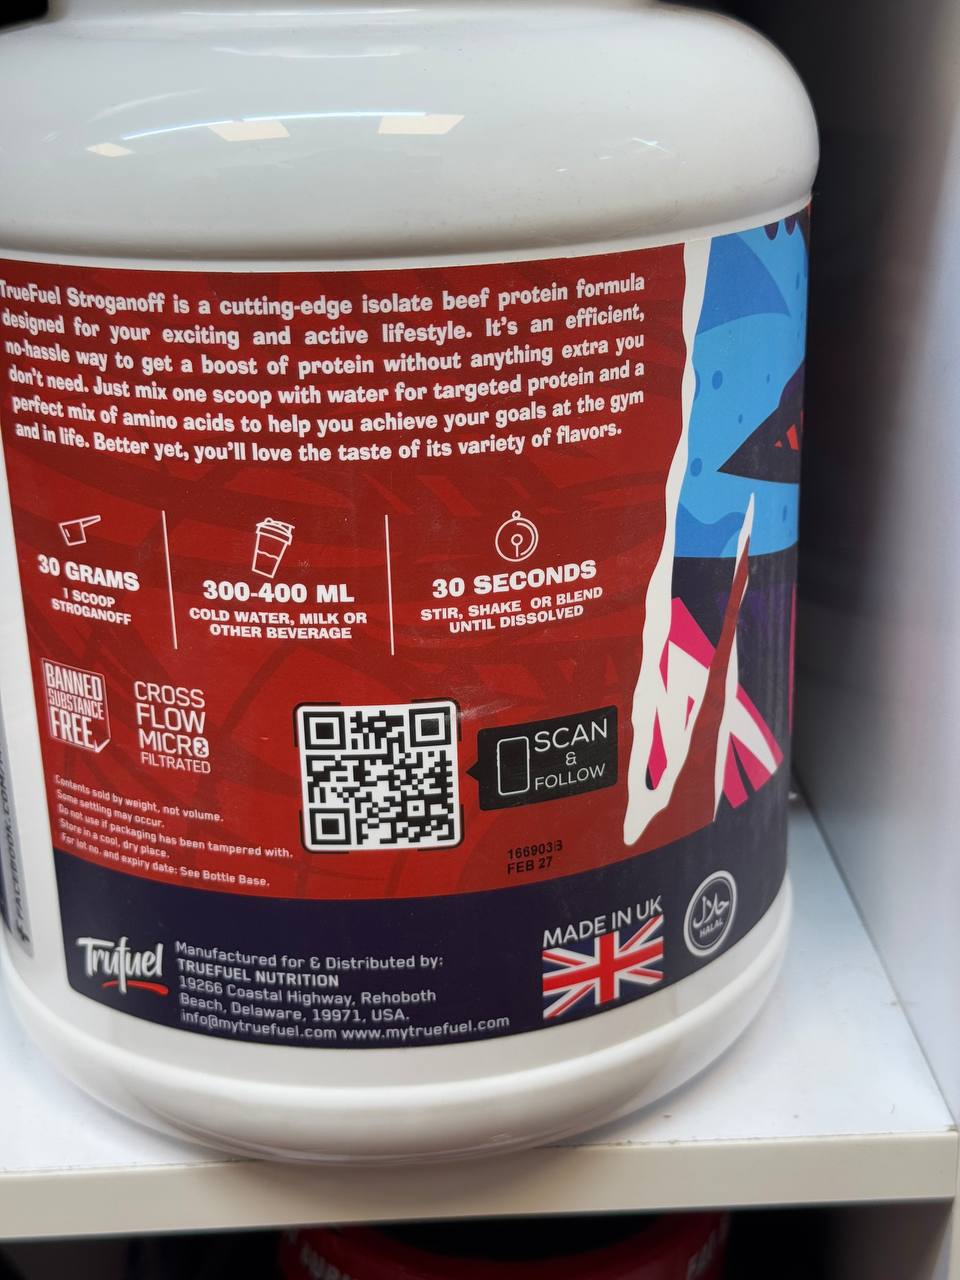 TrueFuel Stroganoff is a cutting-edge isolate beef protein formula
designed for your exciting and active lifestyle. It's an efficient,
no-hassle way to get a boost of protein without anything extra you
don't need. Just mix one scoop with water for targeted protein and a
perfect mix of amino acids to help you achieve your goals at the gym
and in life. Better yet, you'll love the taste of its variety of flavors.
30 GRAMS
1 SCOOP
STROGANOFF
300-400 ML
COLD WATER, MILK OR
OTHER BEVERAGE
30 SECONDS
STIR, SHAKE OR BLEND
UNTIL DISSOLVED
BANNED
SUBSTANCE
FREE
CROSS
FLOW
MICRO
FILTRATED
SCAN
&
FOLLOW
Contents sold by weight, not volume.
Some settling may occur.
Do not use if packaging has been tampered with.
Store in a cool, dry place.
For lot no. and expiry date: See Bottle Base.
166903B
FEB 27
Trufuel
Manufactured for & Distributed by:
TRUEFUEL NUTRITION
19266 Coastal Highway, Rehoboth
Beach, Delaware, 19971, USA.
info@mytruefuel.com www.mytruefuel.com
MADE IN UK
حلال
HALAL